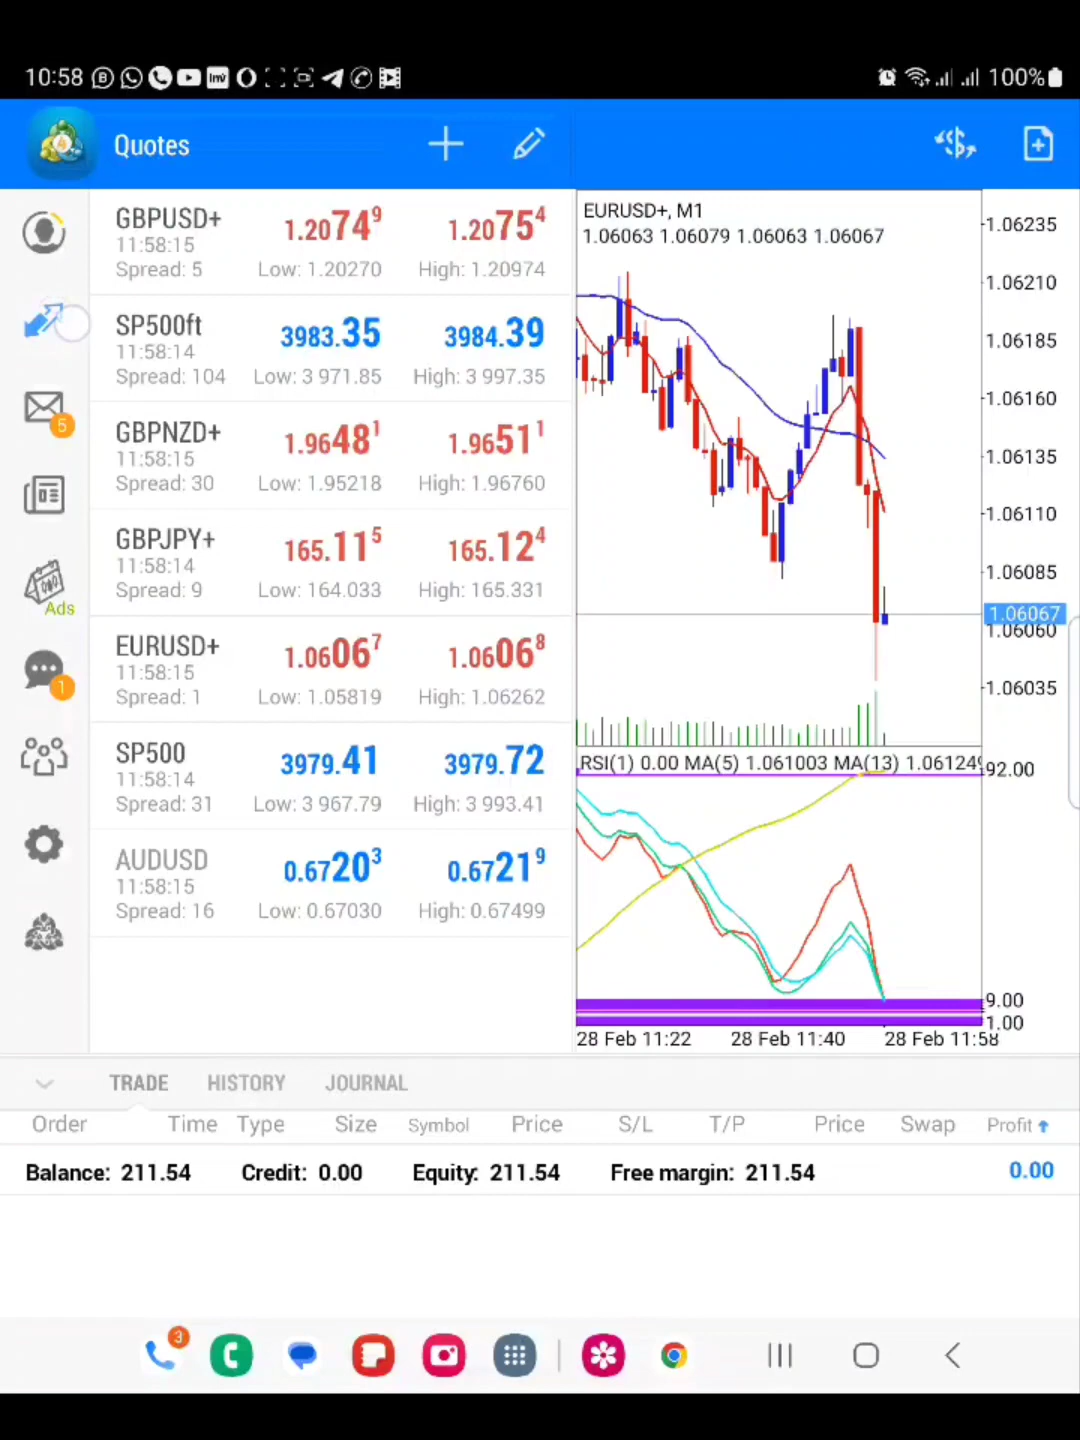 10:58
100%
Quotes
GBPUSD+
11:58:15
Spread: 5
1.20749
Low: 1.20270
1.20754
High: 1.20974
SP500ft
11:58:14
Spread: 104
3983.35
Low: 3 971.85
3984.39
High: 3 997.35
GBPNZD+
11:58:15
Spread: 30
1.96481
Low: 1.95218
1.96511
High: 1.96760
GBPJPY+
11:58:14
Spread: 9
165.115
Low: 164.033
165.124
High: 165.331
EURUSD+
11:58:15
Spread: 1
1.06067
Low: 1.05819
1.06068
High: 1.06262
SP500
11:58:14
Spread: 31
3979.41
Low: 3 967.79
3979.72
High: 3 993.41
AUDUSD
11:58:15
Spread: 16
0.67203
Low: 0.67030
0.67219
High: 0.67499
5
Ads
1
EURUSD+, M1
1.06063 1.06079 1.06063 1.06067
1.06235
1.06210
1.06185
1.06160
1.06135
1.06110
1.06085
1.06067
1.06060
1.06035
RSI(1) 0.00 MA(5) 1.061003 MA(13) 1.06124
92.00
9.00
1.00
28 Feb 11:22 28 Feb 11:40 28 Feb 11:58
TRADE HISTORY JOURNAL
Order Time Type Size Symbol Price S/L T/P Price Swap Profit
Balance: 211.54 Credit: 0.00 Equity: 211.54 Free margin: 211.54 0.00
3